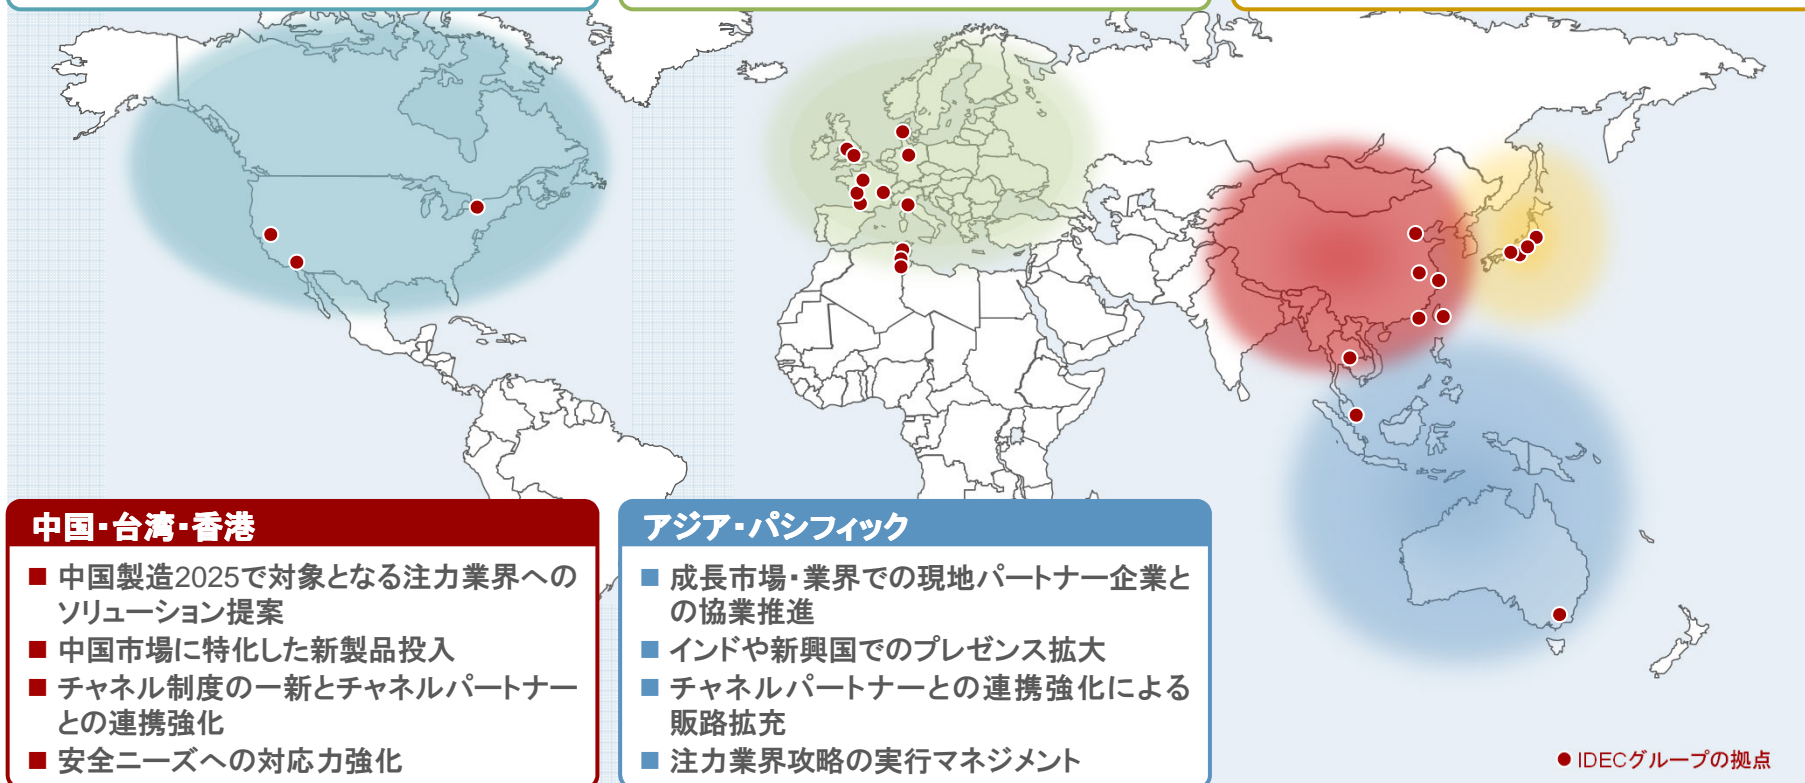 中国・台湾・香港
■ 中国製造2025で対象となる注力業界への
ソリューション提案
■ 中国市場に特化した新製品投入
■ チャネル制度の一新とチャネルパートナー
との連携強化
■ 安全ニーズへの対応力強化
アジア・パシフィック
■ 成長市場・業界での現地パートナー企業と
の協業推進
■ インドや新興国でのプレゼンス拡大
■ チャネルパートナーとの連携強化による
販路拡充
■ 注力業界攻略の実行マネジメント
●IDECグループの拠点